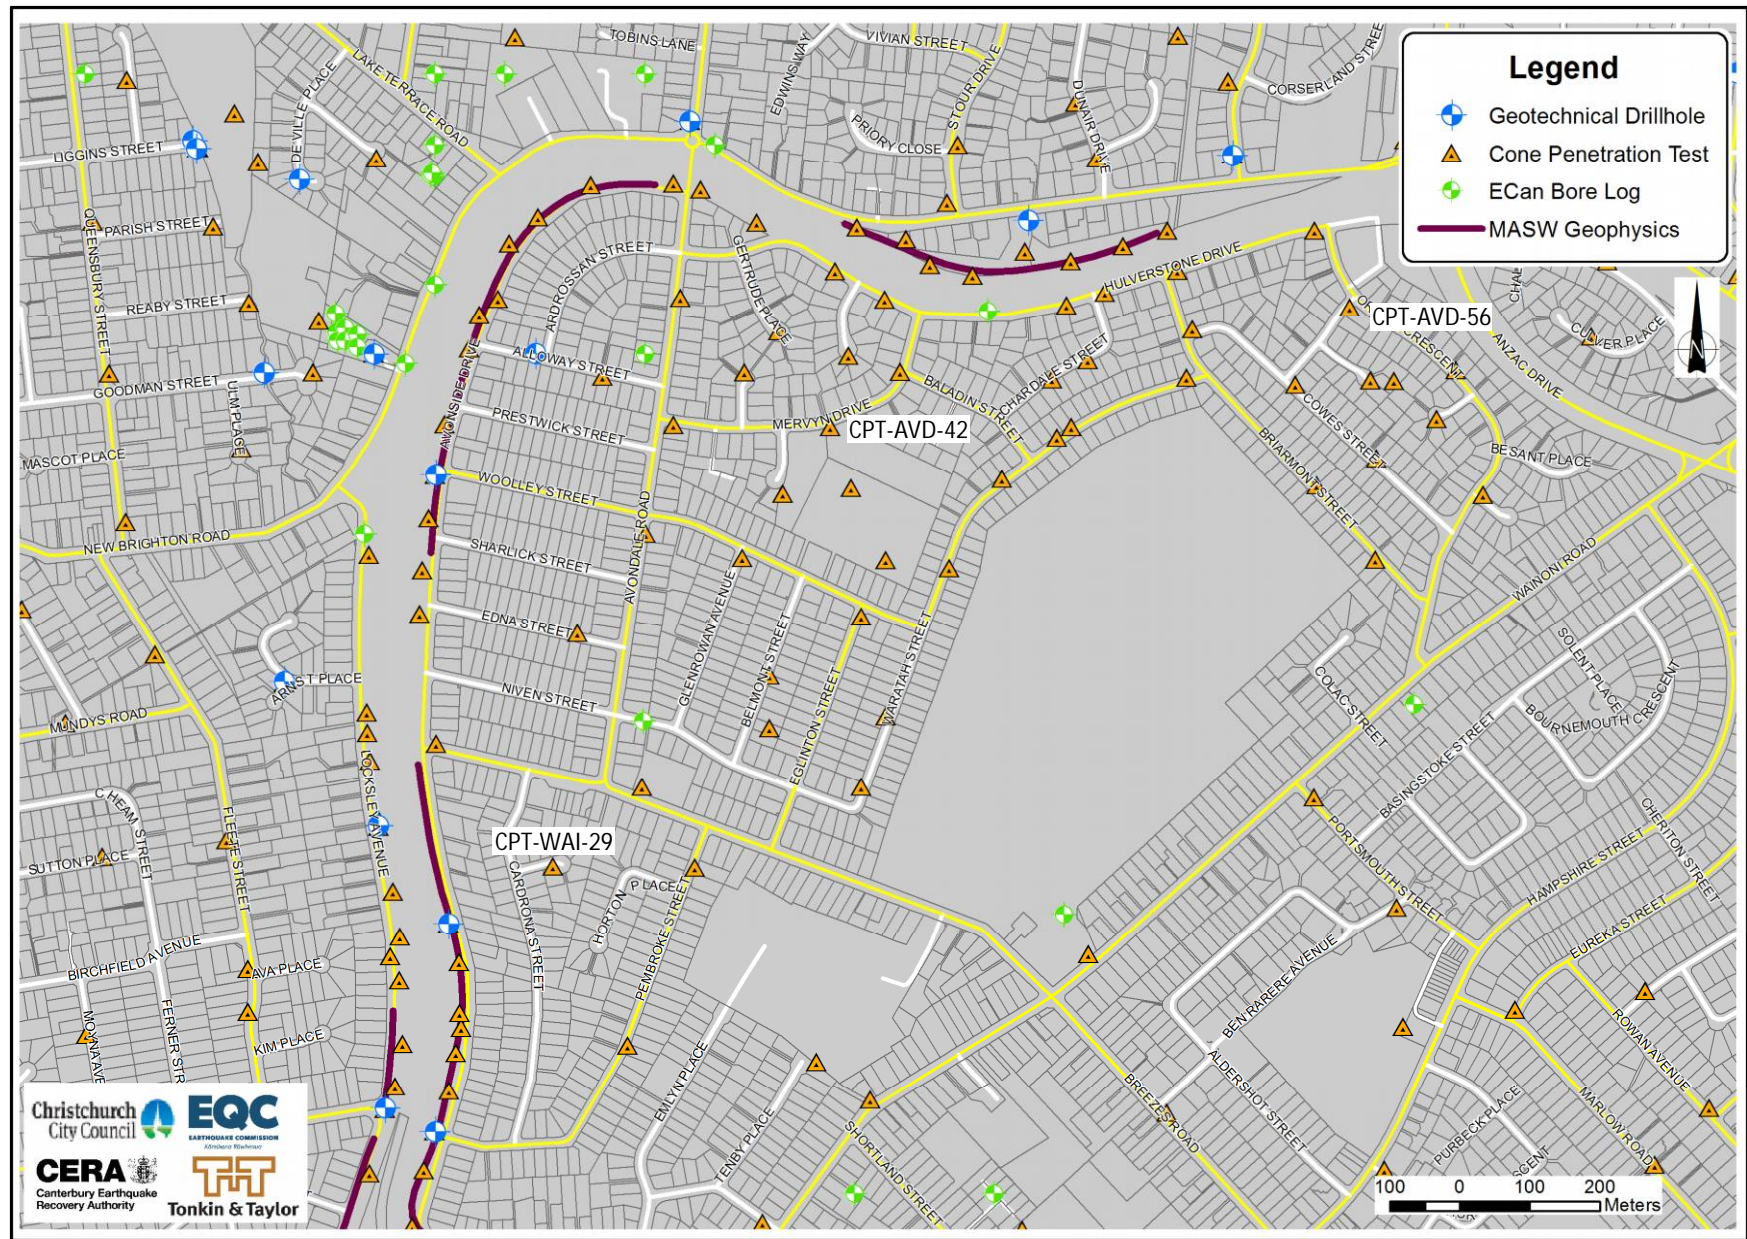 TOBINS LANE
VIVIAN STREET
EDWINS WAY
STOUR DRIVE
DUNAIR DRIVE
CORSERLAND STREE
LAKE TERRACE ROAD
DEVILLE PLACE
PRIORY CLOSE
LIGGINS STREET
Legend
Geotechnical Drillhole
Cone Penetration Test
ECan Bore Log
MASW Geophysics
QUEENSBURY STREET
PARISH STREET
REABY STREET
ARDROSSAN STREET
GERTRUDE PLACE
HULVERSTONE DRIVE
CRESCENT
CPT-AVD-56
ANZAC DRIVE
CULVER PLACE
N
GOODMAN STREET
ULM PLACE
AVONSIDE DRIVE
ALLOWAY STREET
PRESTWICK STREET
MERVYN DRIVE
CPT-AVD-42
BALADIN STREET
CHARDALE STREET
COWES STREET
BRIARMONT STREET
BESANT PLACE
MASCOT PLACE
WOOLLEY STREET
NEW BRIGHTON ROAD
SHARLICK STREET
AVONDALE ROAD
WAINONI ROAD
EDNA STREET
GLENROWAN AVENUE
BELMONT STREET
EGLINTON STREET
WARATAH STREET
NIVEN STREET
ARNST PLACE
MUNDYS ROAD
LOCKSLEY AVENUE
COLAC STREET
SOLENT PLACE
BOURNEMOUTH CRESCENT
BASINGSTOKE STREET
CHEAM STREET
SUTTON PLACE
FLEETE STREET
CPT-WAI-29
CARDRONA STREET
HORTON
PLACE
PEMBROKE STREET
PORTSMOUTH STREET
HAMPSHIRE STREET
CHERITON STREET
EUREKA STREET
BIRCHFIELD AVENUE
AVA PLACE
FERNER STR
MOYNA AVE
KIM PLACE
EMLYN PLACE
TENBY PLACE
SHORTLAND STREET
BREEZES ROAD
BEN RARERE AVENUE
ALDERSHOT STREET
ROWAN AVENUE
MARLOW ROAD
PURBECK PLACE
SCENT
Christchurch
City Council
EQC
EARTHQUAKE COMMISSION
CERA
Canterbury Earthquake
Recovery Authority
T+T
Tonkin & Taylor
100 0 100 200
Meters